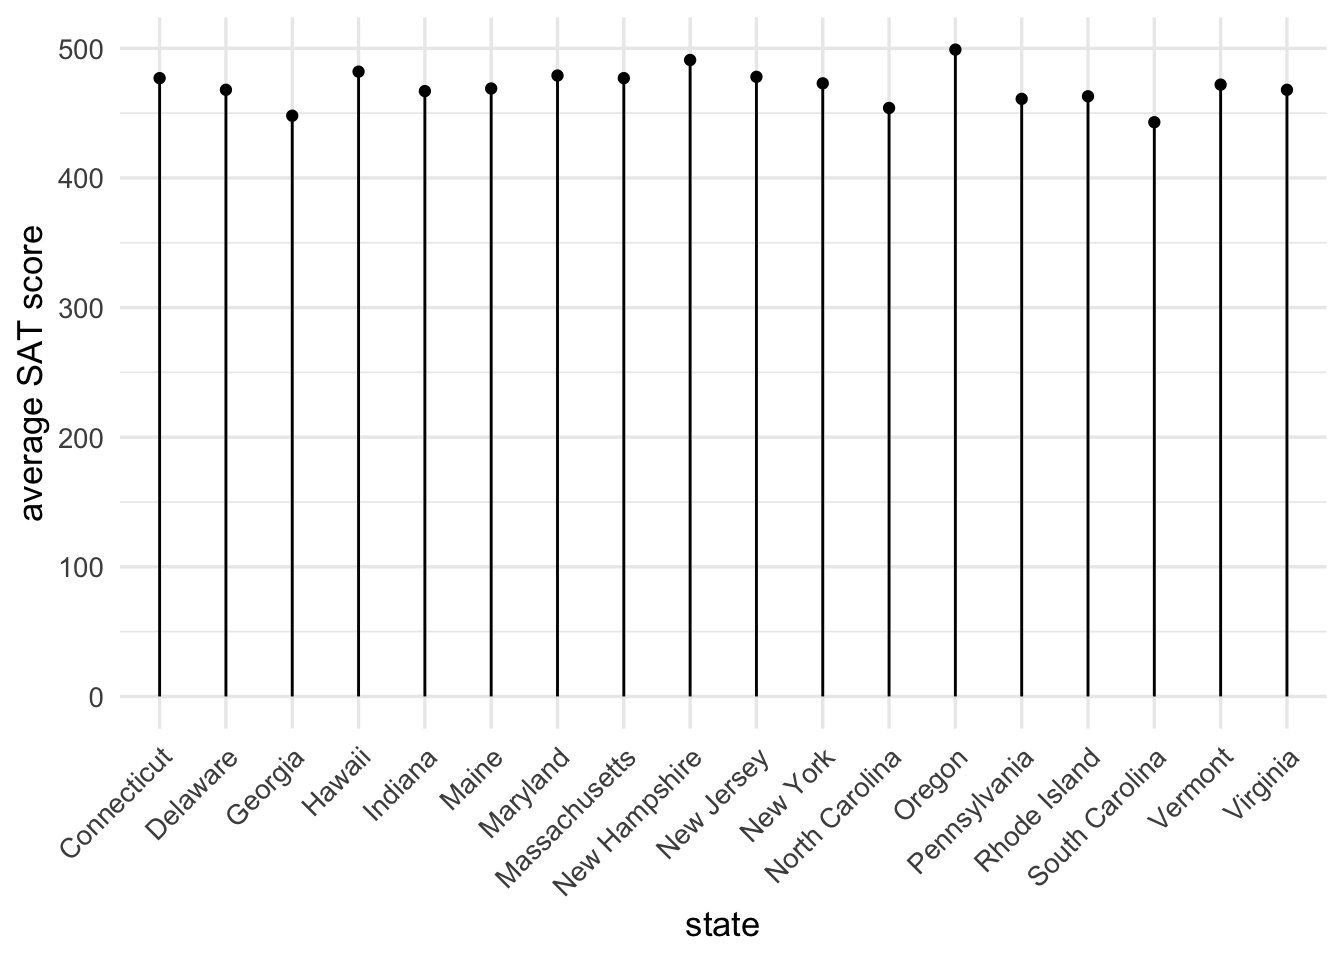 500
400
300
200
100
0
average SAT score
Connecticut
Delaware
Georgia
Hawaii
Indiana
Maine
Maryland
Massachusetts
New Hampshire
New Jersey
New York
North Carolina
Oregon
Pennsylvania
Rhode Island
South Carolina
Vermont
Virginia
state